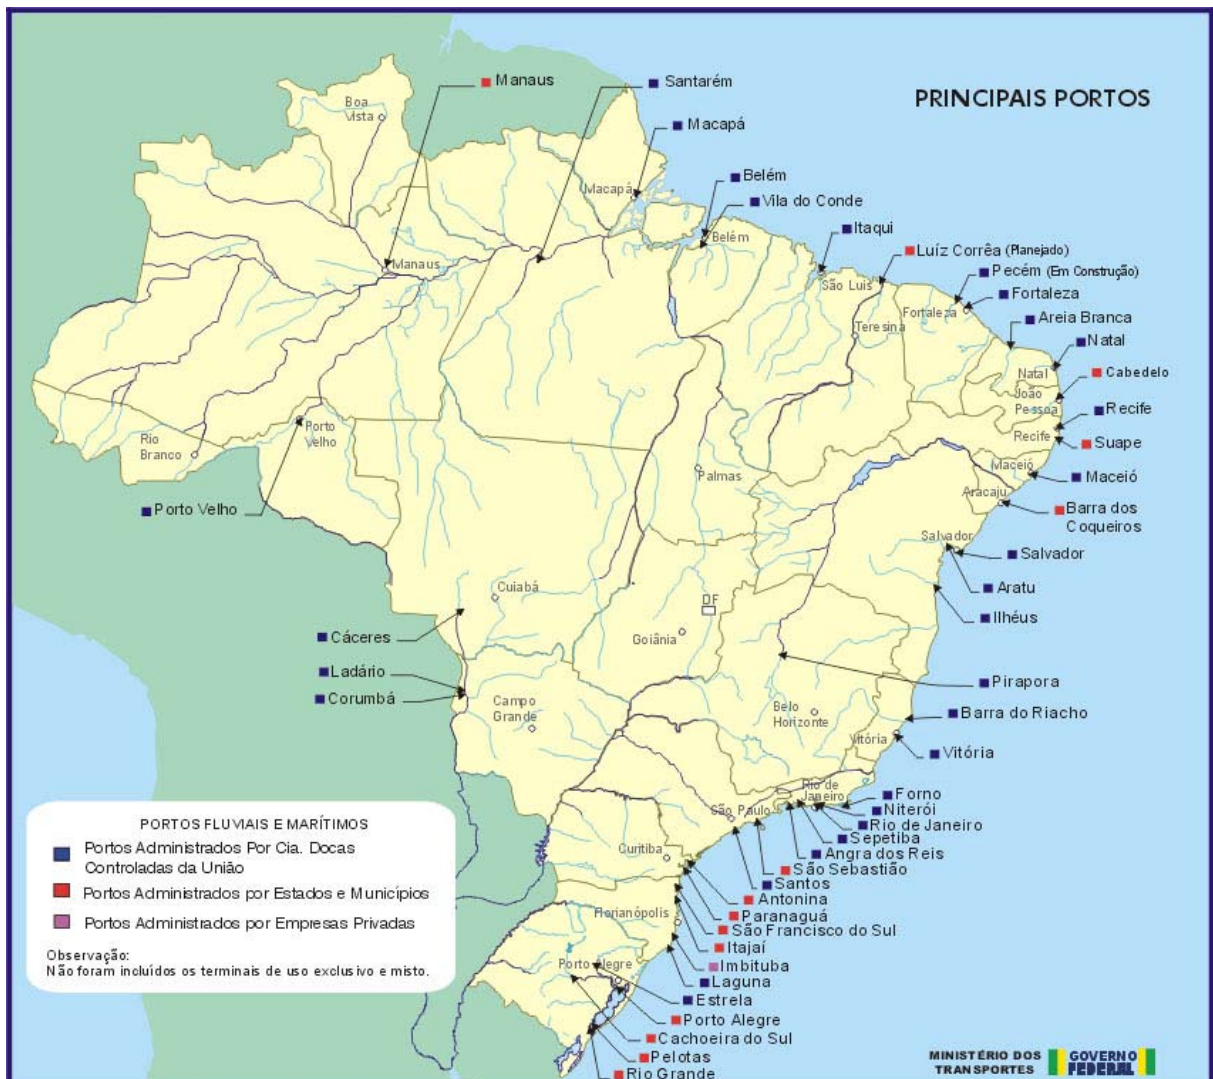 PRINCIPAIS PORTOS
Manaus
Santarém
Macapá
Belém
Vila do Conde
Itaqui
Luíz Corrêa (Planejado)
Pecém (Em Construção)
Fortaleza
Areia Branca
Natal
Cabedelo
Recife
Suape
Maceió
Barra dos
Coqueiros
Salvador
Aratu
Ilhéus
Pirapora
Barra do Riacho
Vitória
Forno
Niterói
Rio de Janeiro
Sepetiba
Angra dos Reis
São Sebastião
Santos
Antonina
Paranaguá
São Francisco do Sul
Itajaí
Imbituba
Laguna
Estrela
Porto Alegre
Cachoeira do Sul
Pelotas
Rio Grande
Porto Velho
Cáceres
Ladário
Corumbá
Boa
Vista
Macapá
Manaus
Belém
São Luis
Teresina
Fortaleza
Natal
João
Pessoa
Recife
Maceió
Aracaju
Salvador
Palmas
Porto
Velho
Rio
Branco
Cuiabá
DF
Goiânia
Campo
Grande
Belo
Horizonte
Vitória
Rio de
Janeiro
São Paulo
Curitiba
Florianópolis
Porto Alegre
PORTOS FLUVIAIS E MARÍTIMOS
Portos Administrados Por Cia. Docas
Controladas da União
Portos Administrados por Estados e Municípios
Portos Administrados por Empresas Privadas
Observação:
Não foram incluídos os terminais de uso exclusivo e misto.
MINISTÉRIO DOS
TRANSPORTES
GOVERNO
FEDERAL